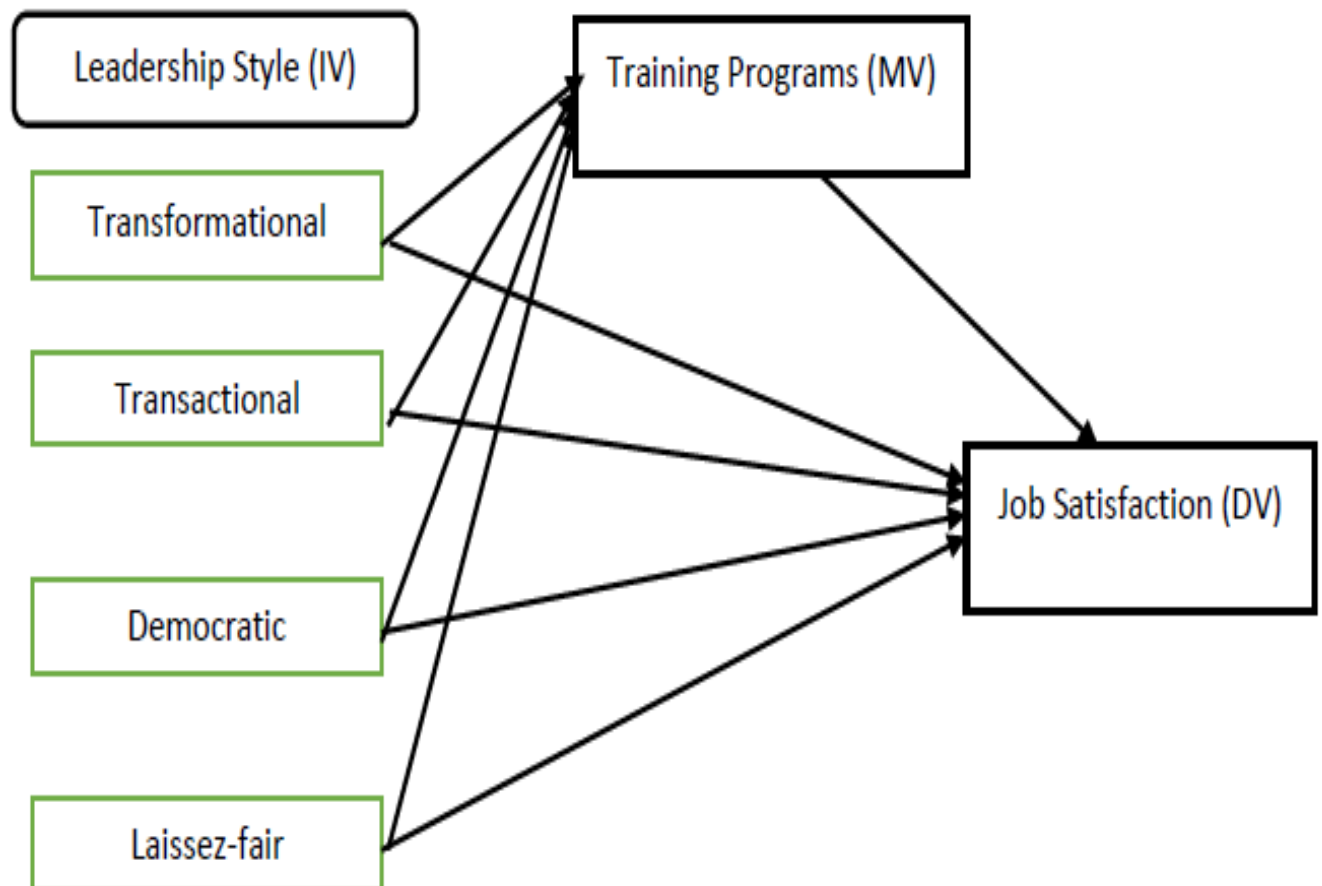 Leadership Style (IV)
Training Programs (MV)
Transformational
Transactional
Job Satisfaction (DV)
Democratic
Laissez-fair